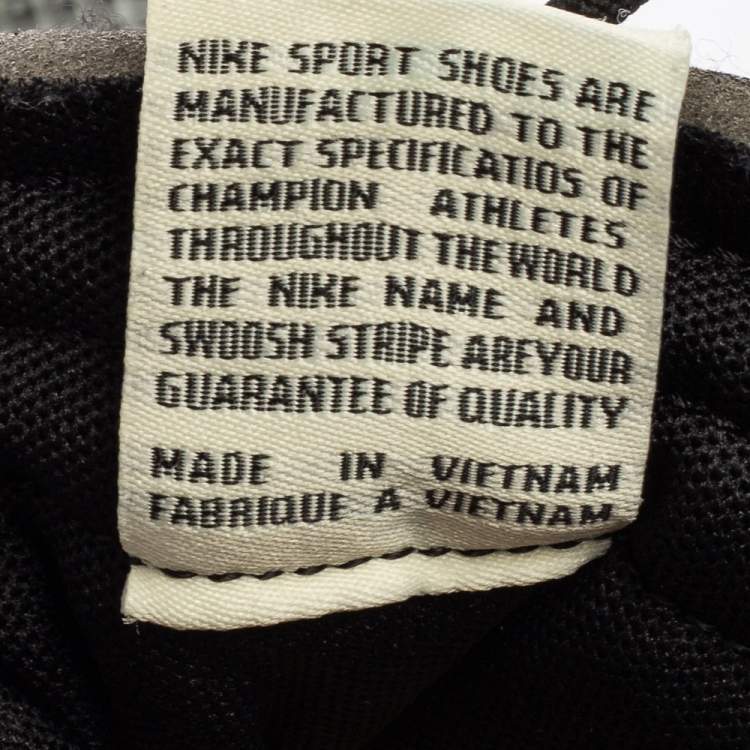 NIKE SPORT SHOES ARE
MANUFACTURED TO THE
EXACT SPECIFICATIOS OF
CHAMPION ATHLETES
THROUGHOUT THE WORLD
THE NIKE NAME AND
SWOOSH STRIPE AREYOUR
GUARANTEE OF QUALITY
MADE IN VIETNAM
FABRIQUE A VIETNAM